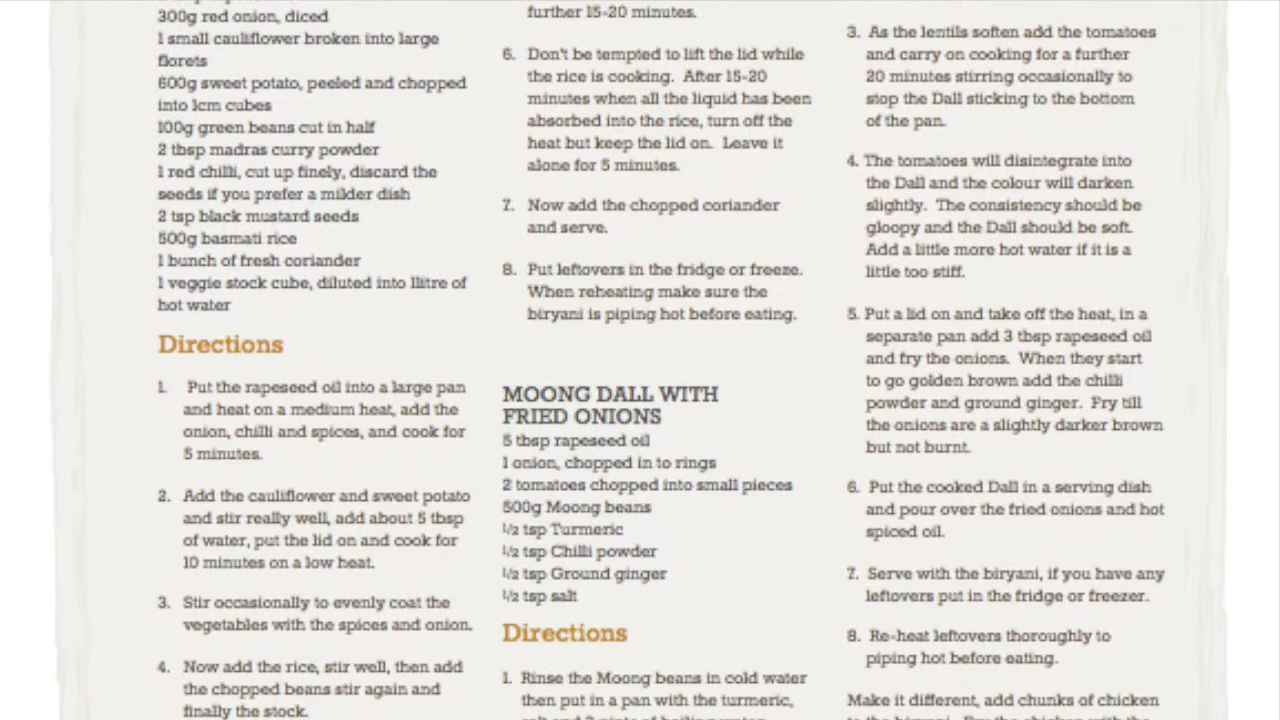 300g red onion, diced
1 small cauliflower broken into large
florets
600g sweet potato, peeled and chopped
into 1cm cubes
100g green beans cut in half
2 tbsp madras curry powder
1 red chilli, cut up finely, discard the
seeds if you prefer a milder dish
2 tsp black mustard seeds
500g basmati rice
1 bunch of fresh coriander
1 veggie stock cube, diluted into 1litre of
hot water
Directions
1. Put the rapeseed oil into a large pan
and heat on a medium heat, add the
onion, chilli and spices, and cook for
5 minutes.
2. Add the cauliflower and sweet potato
and stir really well, add about 5 tbsp
of water, put the lid on and cook for
10 minutes on a low heat.
3. Stir occasionally to evenly coat the
vegetables with the spices and onion.
4. Now add the rice, stir well, then add
the chopped beans stir again and
finally the stock.
further 15-20 minutes.
6. Don't be tempted to lift the lid while
the rice is cooking. After 15-20
minutes when all the liquid has been
absorbed into the rice, turn off the
heat but keep the lid on. Leave it
alone for 5 minutes.
7. Now add the chopped coriander
and serve.
8. Put leftovers in the fridge or freeze.
When reheating make sure the
biryani is piping hot before eating.
MOONG DALL WITH
FRIED ONIONS
5 tbsp rapeseed oil
1 onion, chopped in to rings
2 tomatoes chopped into small pieces
500g Moong beans
½ tsp Turmeric
½ tsp Chilli powder
½ tsp Ground ginger
½ tsp salt
Directions
1. Rinse the Moong beans in cold water
then put in a pan with the turmeric,
3. As the lentils soften add the tomatoes
and carry on cooking for a further
20 minutes stirring occasionally to
stop the Dall sticking to the bottom
of the pan.
4. The tomatoes will disintegrate into
the Dall and the colour will darken
slightly. The consistency should be
gloopy and the Dall should be soft.
Add a little more hot water if it is a
little too stiff.
5. Put a lid on and take off the heat, in a
separate pan add 3 tbsp rapeseed oil
and fry the onions. When they start
to go golden brown add the chilli
powder and ground ginger. Fry till
the onions are a slightly darker brown
but not burnt.
6. Put the cooked Dall in a serving dish
and pour over the fried onions and hot
spiced oil.
7. Serve with the biryani, if you have any
leftovers put in the fridge or freezer.
8. Re-heat leftovers thoroughly to
piping hot before eating.
Make it different, add chunks of chicken